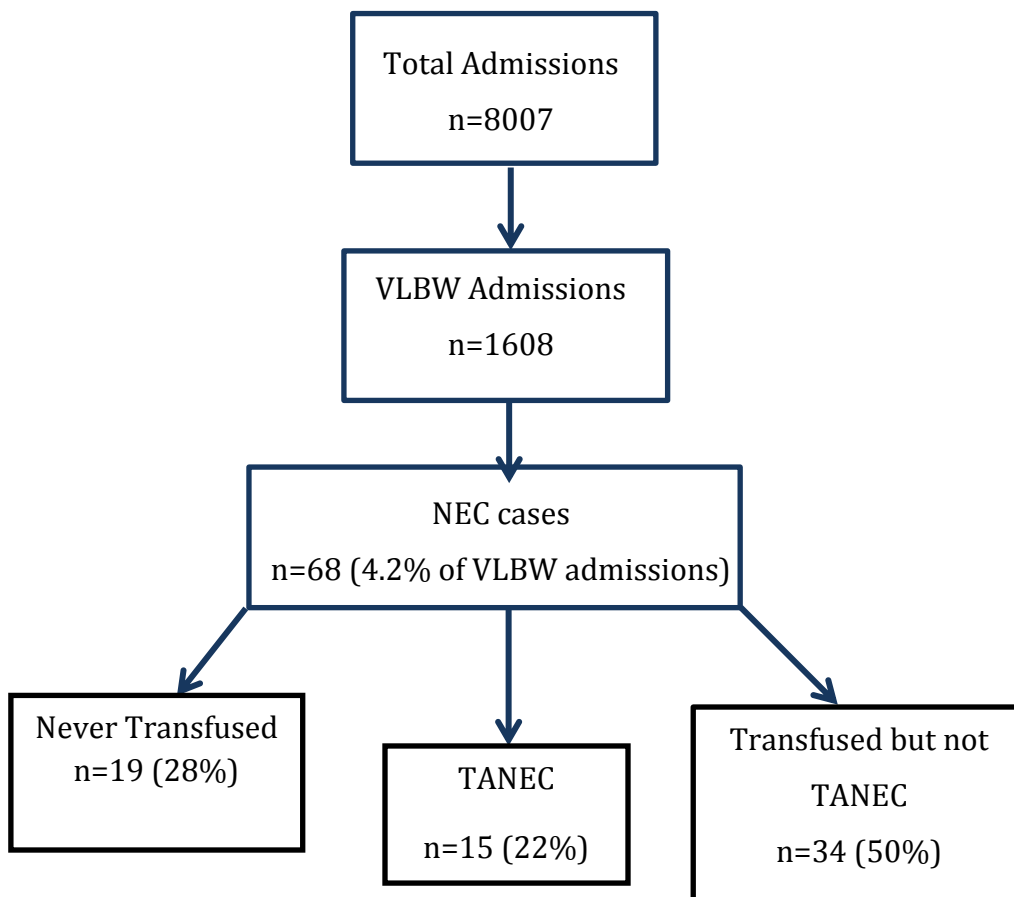 Total Admissions
n=8007
VLBW Admissions
n=1608
NEC cases
n=68 (4.2% of VLBW admissions)
Never Transfused
n=19 (28%)
TANEC
n=15 (22%)
Transfused but not
TANEC
n=34 (50%)